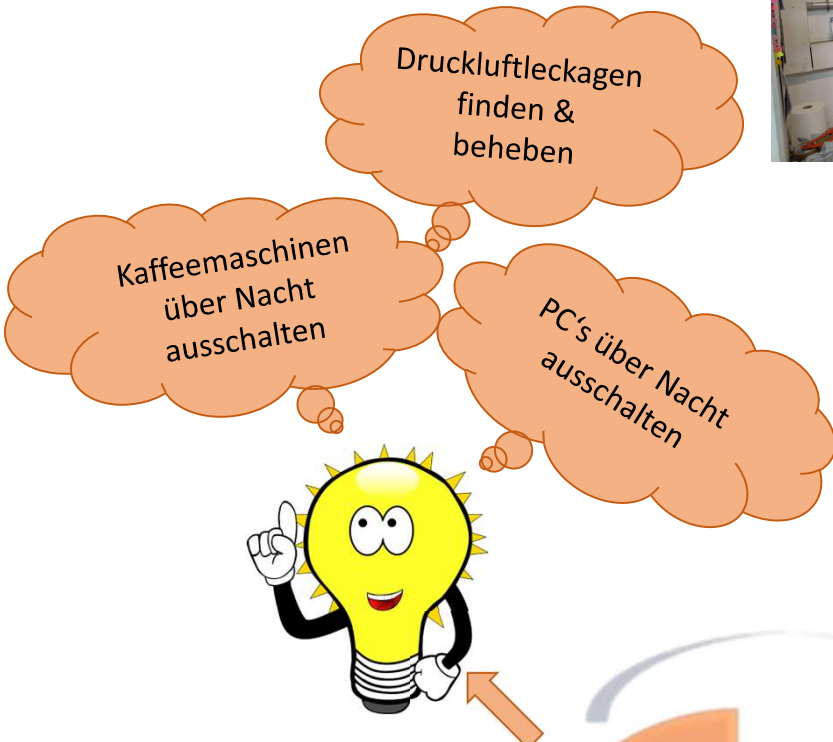 Druckluftleckagen
finden &
beheben
Kaffeemaschinen
über Nacht
ausschalten
PC‘s über Nacht
ausschalten